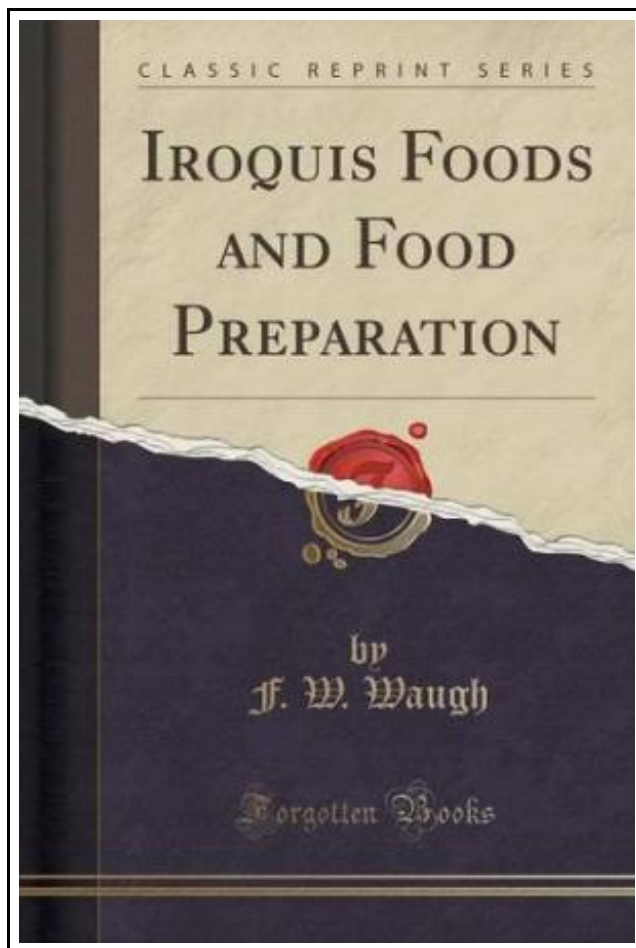 CLASSIC REPRINT SERIES
IROQUIS FOODS
AND FOOD
PREPARATION
F
by
F. W. Waugh
Forgotten Books